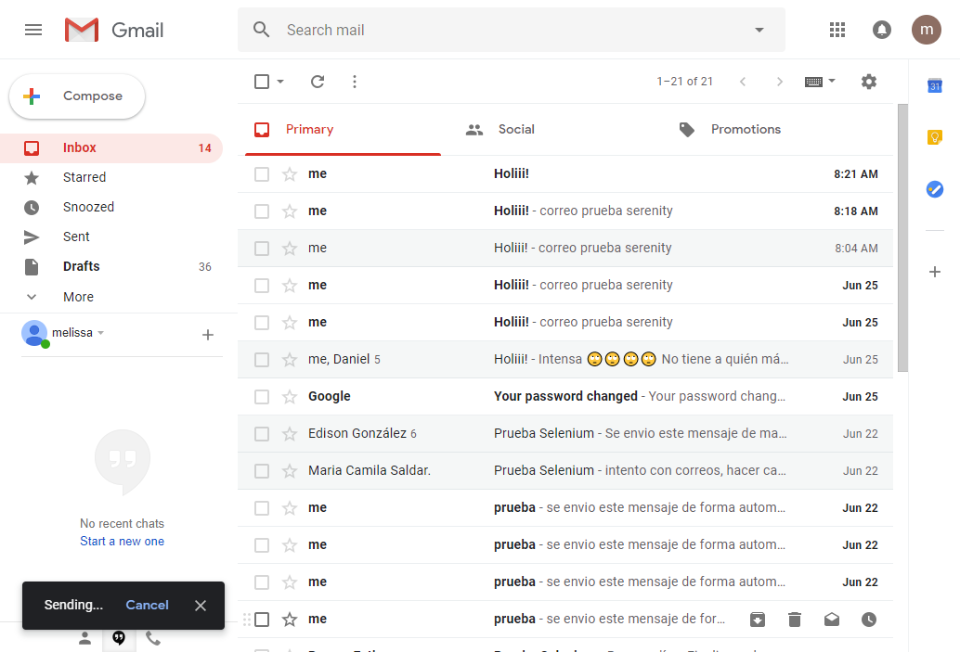 Gmail
Search mail
m
Compose
1–21 of 21
31
Primary
Social
Promotions
Inbox 14
Starred
Snoozed
Sent
Drafts 36
More
melissa
No recent chats
Start a new one
me Holiii! 8:21 AM
me Holiii! - correo prueba serenity 8:18 AM
me Holiii! - correo prueba serenity 8:04 AM
me Holiii! - correo prueba serenity Jun 25
me Holiii! - correo prueba serenity Jun 25
me, Daniel 5 Holiii! - Intensa 🙄🙄🙄🙄 No tiene a quién má… Jun 25
Google Your password changed - Your password chang… Jun 25
Edison González 6 Prueba Selenium - Se envio este mensaje de ma… Jun 22
Maria Camila Saldar. Prueba Selenium - intento con correos, hacer ca… Jun 22
me prueba - se envio este mensaje de forma autom… Jun 22
me prueba - se envio este mensaje de forma autom… Jun 22
me prueba - se envio este mensaje de forma autom… Jun 22
me prueba - se envio este mensaje de for…
Sending... Cancel